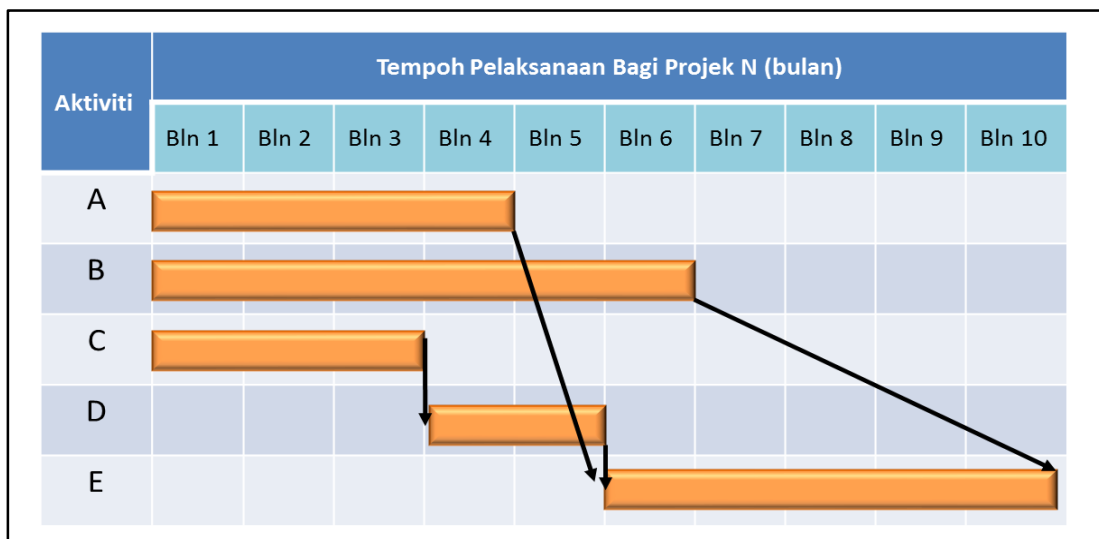 Aktiviti
Tempoh Pelaksanaan Bagi Projek N (bulan)
Bln 1 Bln 2 Bln 3 Bln 4 Bln 5 Bln 6 Bln 7 Bln 8 Bln 9 Bln 10
A
B
C
D
E